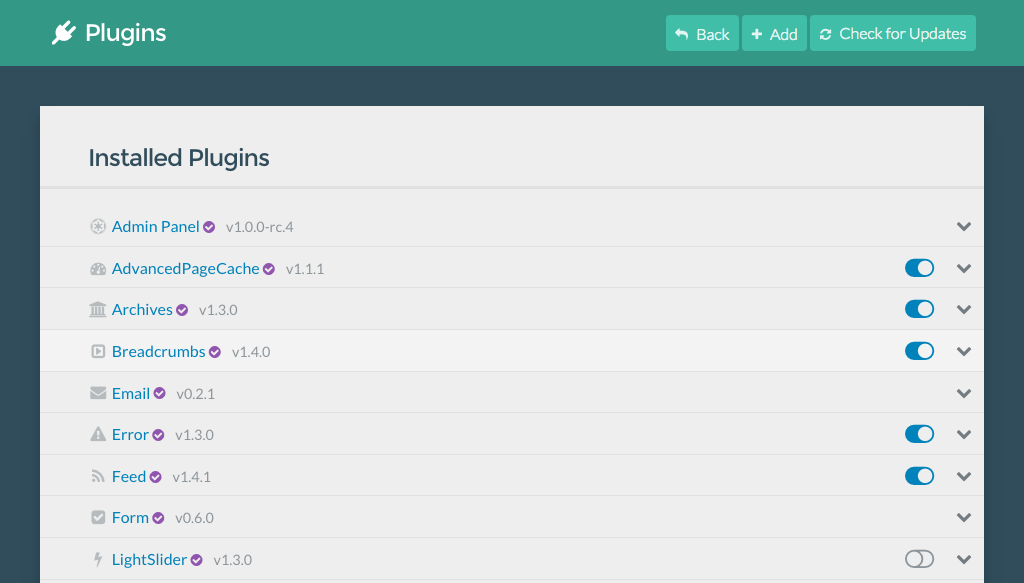 Plugins
Back
Add
Check for Updates
Installed Plugins
Admin Panel v1.0.0-rc.4
AdvancedPageCache v1.1.1
Archives v1.3.0
Breadcrumbs v1.4.0
Email v0.2.1
Error v1.3.0
Feed v1.4.1
Form v0.6.0
LightSlider v1.3.0